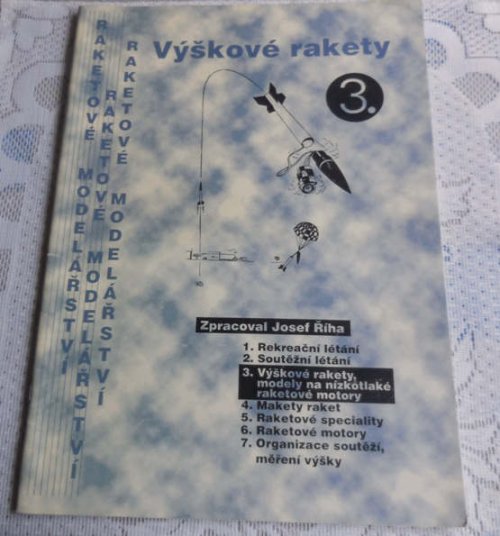 RAKETOVÉ MODELÁŘSTVÍ
RAKETOVÉ MODELÁŘSTVÍ
RAKETOVÉ MODELÁŘSTVÍ
Výškové rakety
3.
Zpracoval Josef Říha
1. Rekreační létání
2. Soutěžní létání
3. Výškové rakety,
modely na nízkotlaké
raketové motory
4. Makety raket
5. Raketové speciality
6. Raketové motory
7. Organizace soutěží,
měření výšky